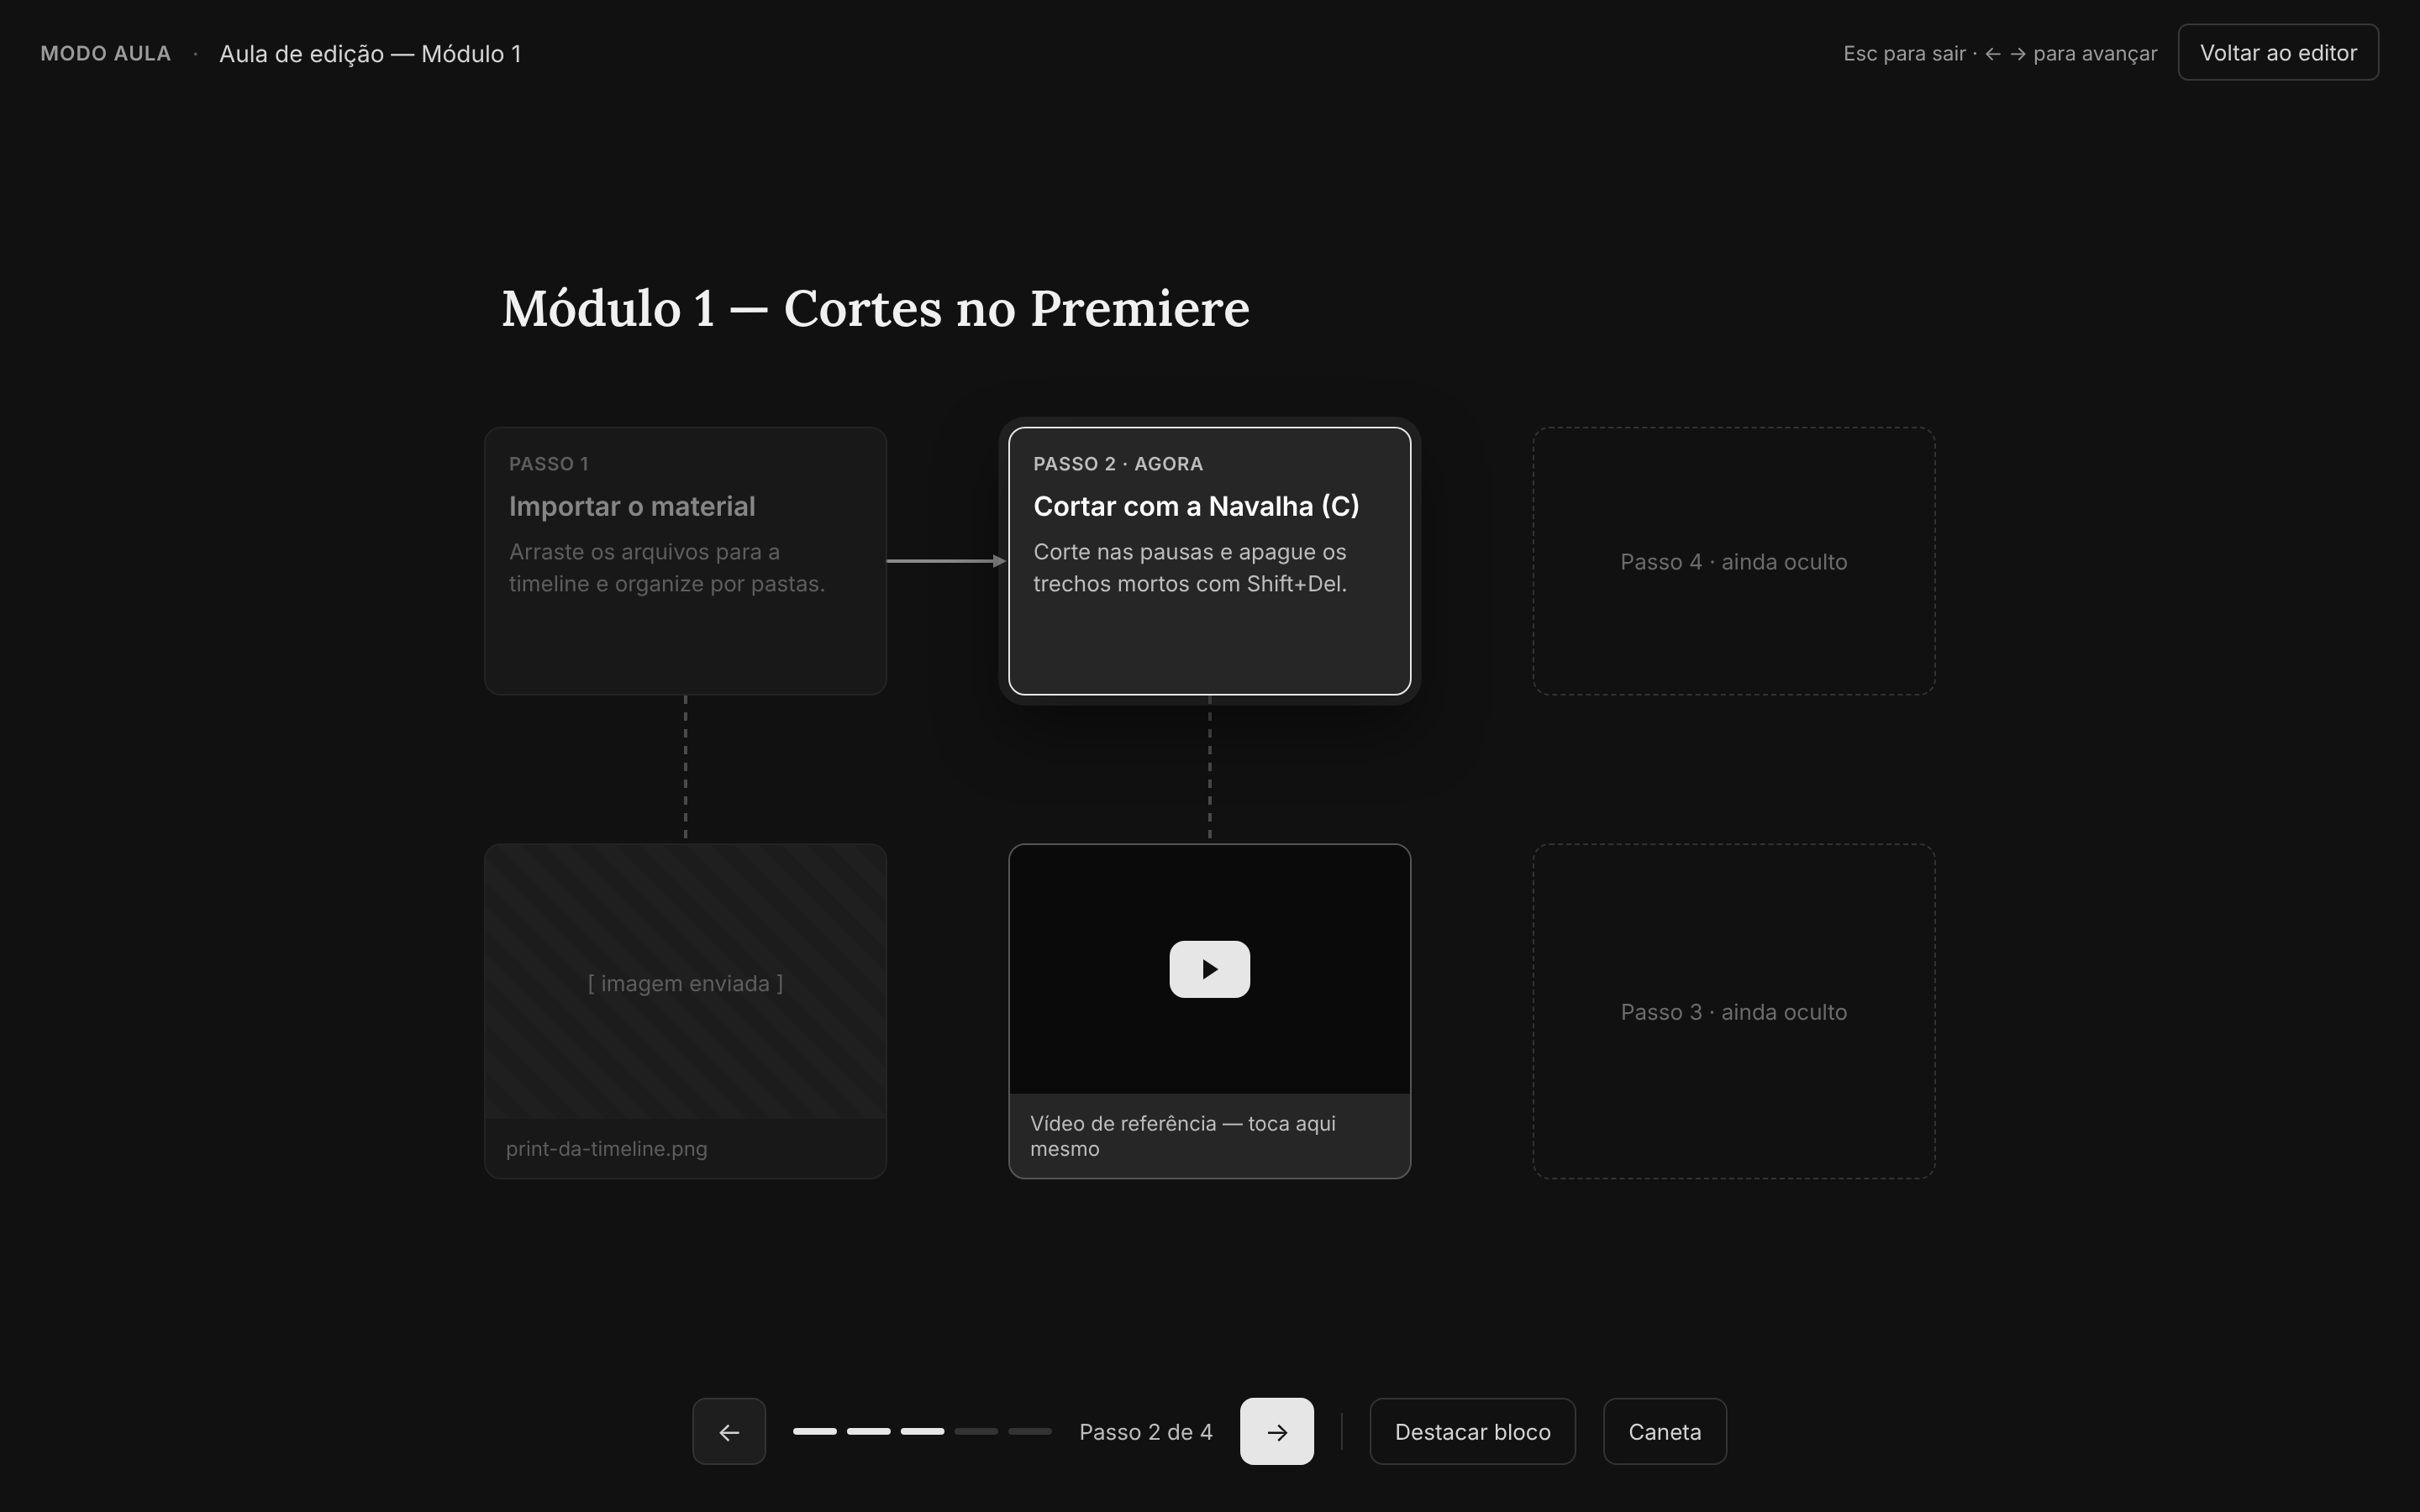 MODO AULA · Aula de edição — Módulo 1
Esc para sair · ← → para avançar
Voltar ao editor
Módulo 1 — Cortes no Premiere
PASSO 1
Importar o material
Arraste os arquivos para a
timeline e organize por pastas.
PASSO 2 · AGORA
Cortar com a Navalha (C)
Corte nas pausas e apague os
trechos mortos com Shift+Del.
Passo 4 · ainda oculto
[ imagem enviada ]
print-da-timeline.png
Vídeo de referência — toca aqui
mesmo
Passo 3 · ainda oculto
←
Passo 2 de 4
→
Destacar bloco
Caneta